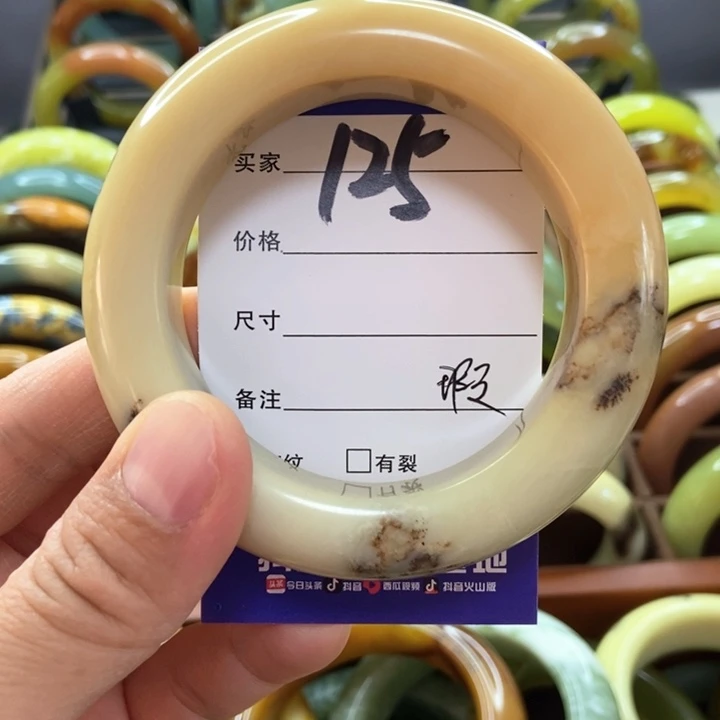 买家 125
价格
尺寸
备注 瑕
纹 □有裂
今日头条 抖音 西瓜视频 抖音火山版